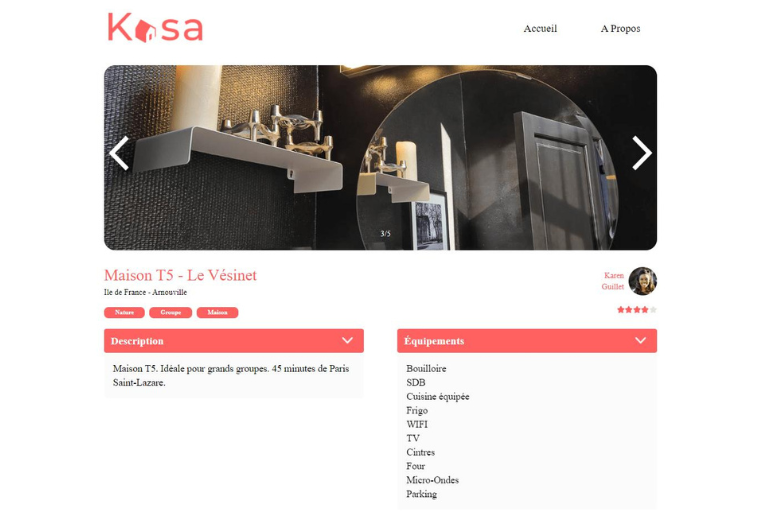 Kasa
Accueil
A Propos
3/5
Maison T5 - Le Vésinet
Ile de France - Arnouville
Nature
Groupe
Maison
Karen
Guillet
Description
Maison T5. Idéale pour grands groupes. 45 minutes de Paris
Saint-Lazare.
Équipements
Bouilloire
SDB
Cuisine équipée
Frigo
WIFI
TV
Cintres
Four
Micro-Ondes
Parking